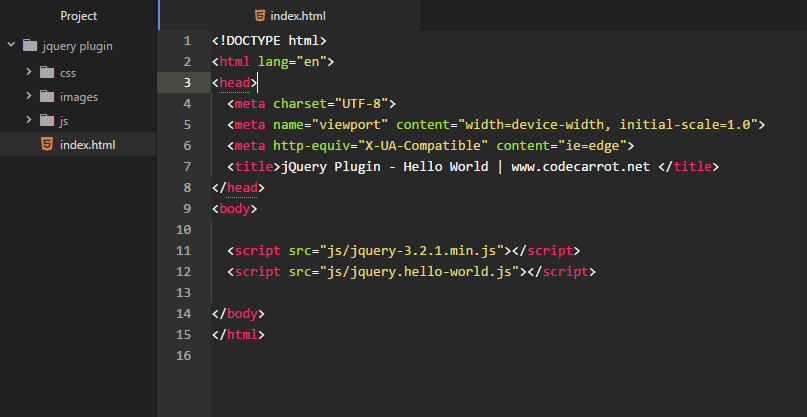 Project
jquery plugin
css
images
js
index.html
index.html
1 <!DOCTYPE html>
2 <html lang="en">
3 <head>
4 <meta charset="UTF-8">
5 <meta name="viewport" content="width=device-width, initial-scale=1.0">
6 <meta http-equiv="X-UA-Compatible" content="ie=edge">
7 <title>jQuery Plugin - Hello World | www.codecarrot.net </title>
8 </head>
9 <body>
10
11 <script src="js/jquery-3.2.1.min.js"></script>
12 <script src="js/jquery.hello-world.js"></script>
13
14 </body>
15 </html>
16